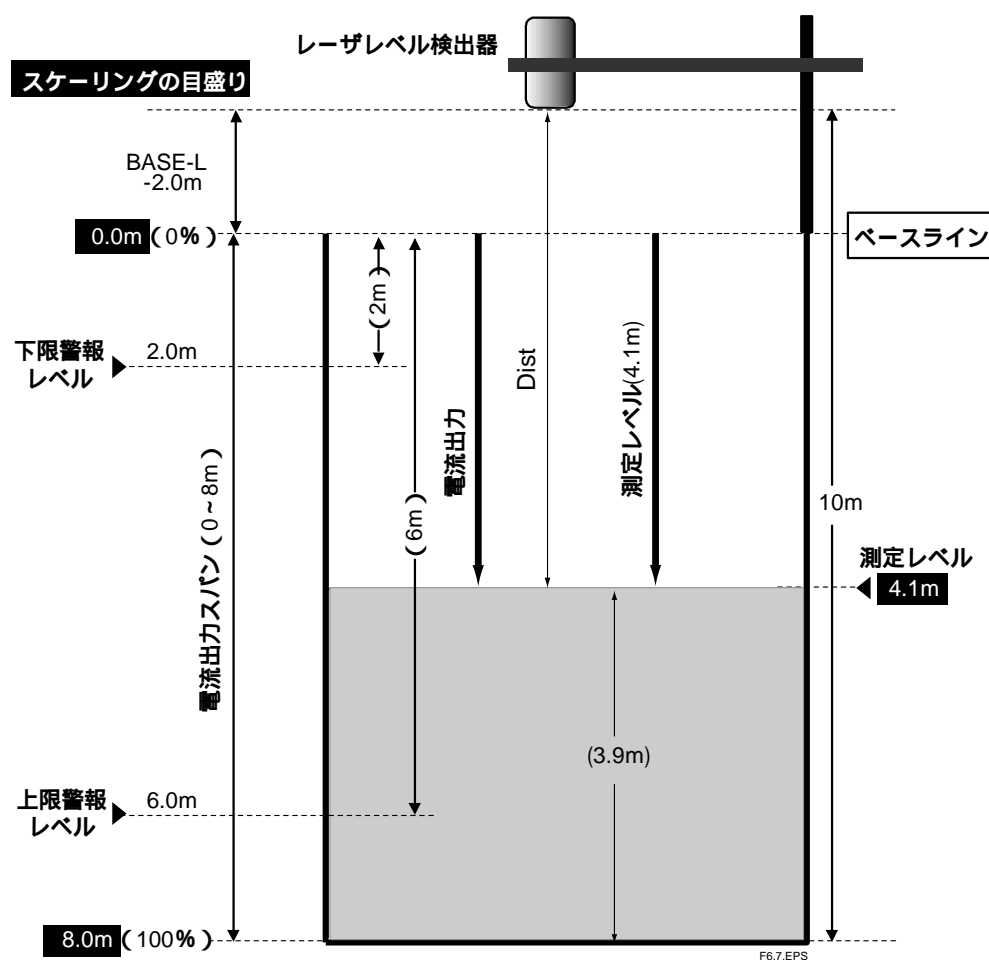 レーザレベル検出器
スケーリングの目盛り
BASE-L
-2.0m
0.0m（0％）
ベースライン
（2m）
下限警報
レベル
2.0m
Dist
測定レベル(4.1m)
電流出力
電流出力スパン（0～8m）
（6m）
10m
測定レベル
4.1m
(3.9m)
上限警報
レベル
6.0m
8.0m（100％）
F6.7.EPS